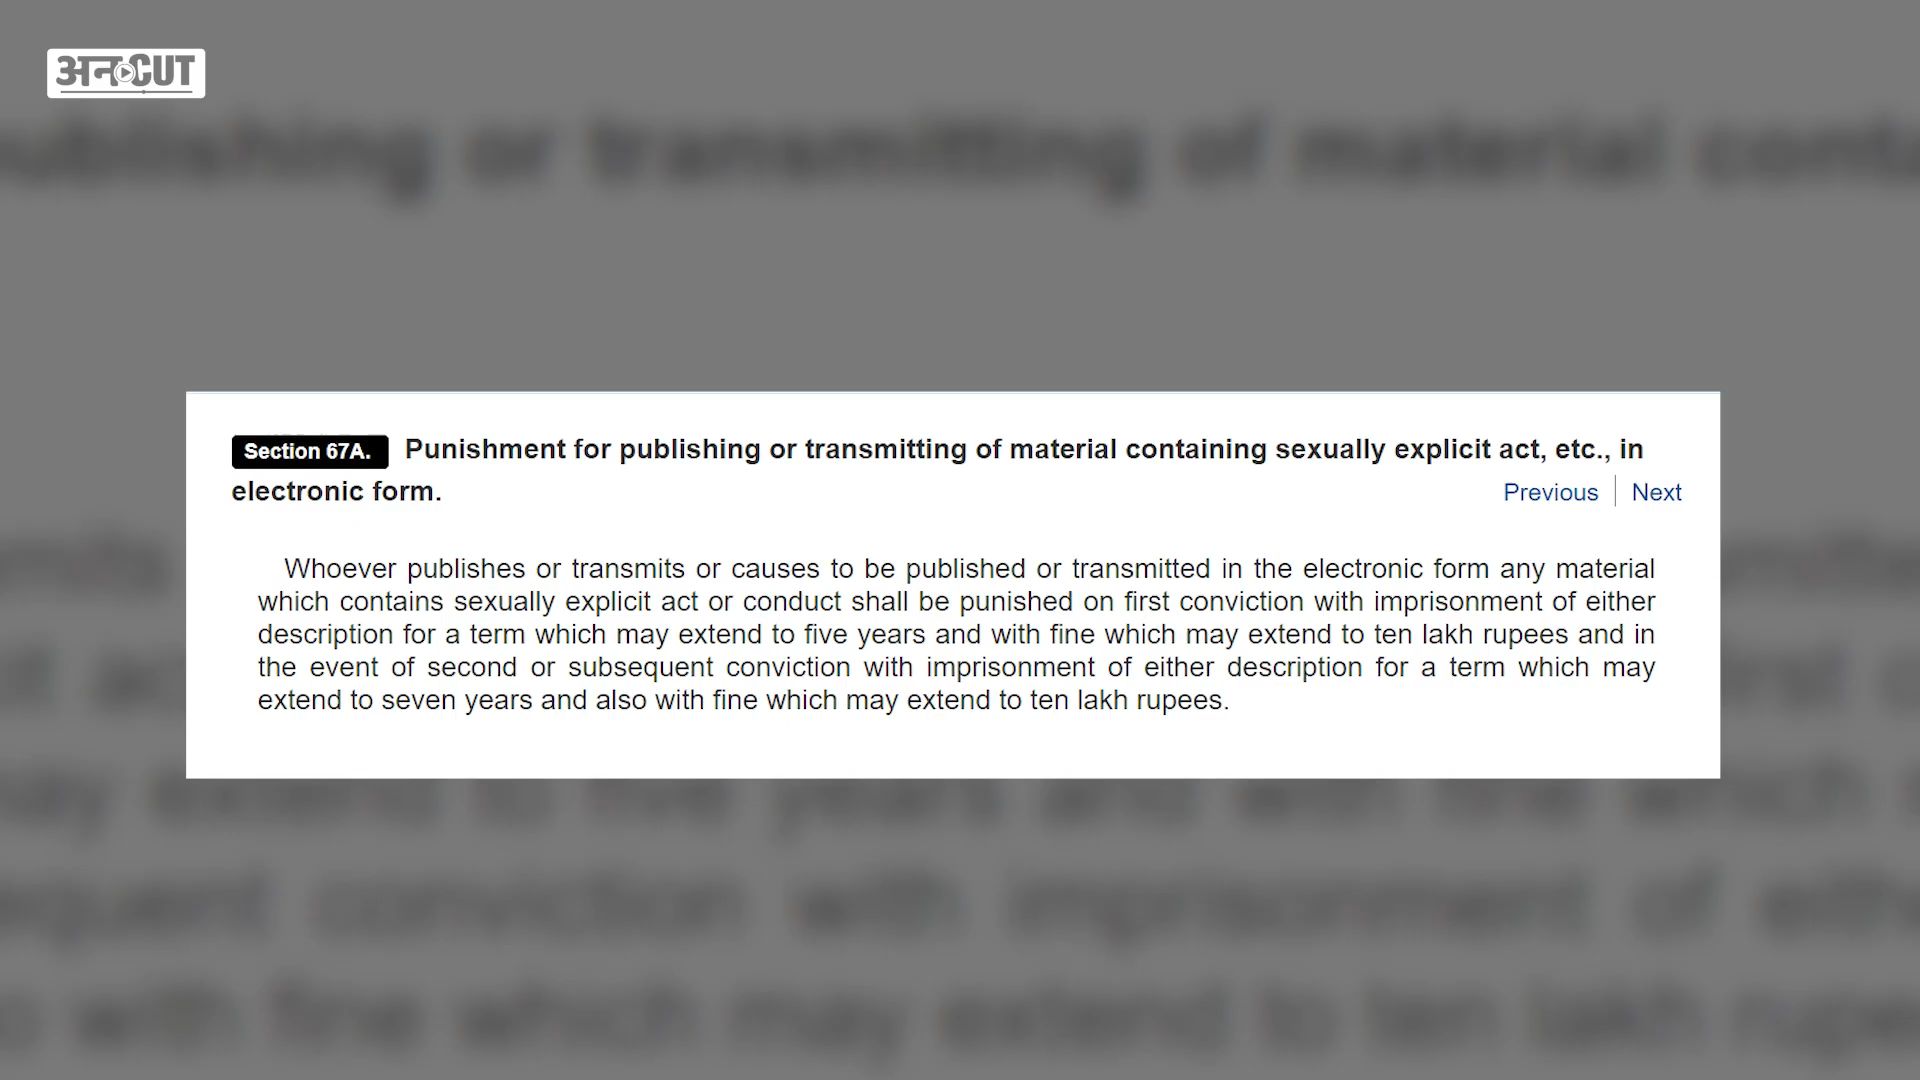 अनCUT
Section 67A. Punishment for publishing or transmitting of material containing sexually explicit act, etc., in
electronic form.
Previous | Next
Whoever publishes or transmits or causes to be published or transmitted in the electronic form any material
which contains sexually explicit act or conduct shall be punished on first conviction with imprisonment of either
description for a term which may extend to five years and with fine which may extend to ten lakh rupees and in
the event of second or subsequent conviction with imprisonment of either description for a term which may
extend to seven years and also with fine which may extend to ten lakh rupees.